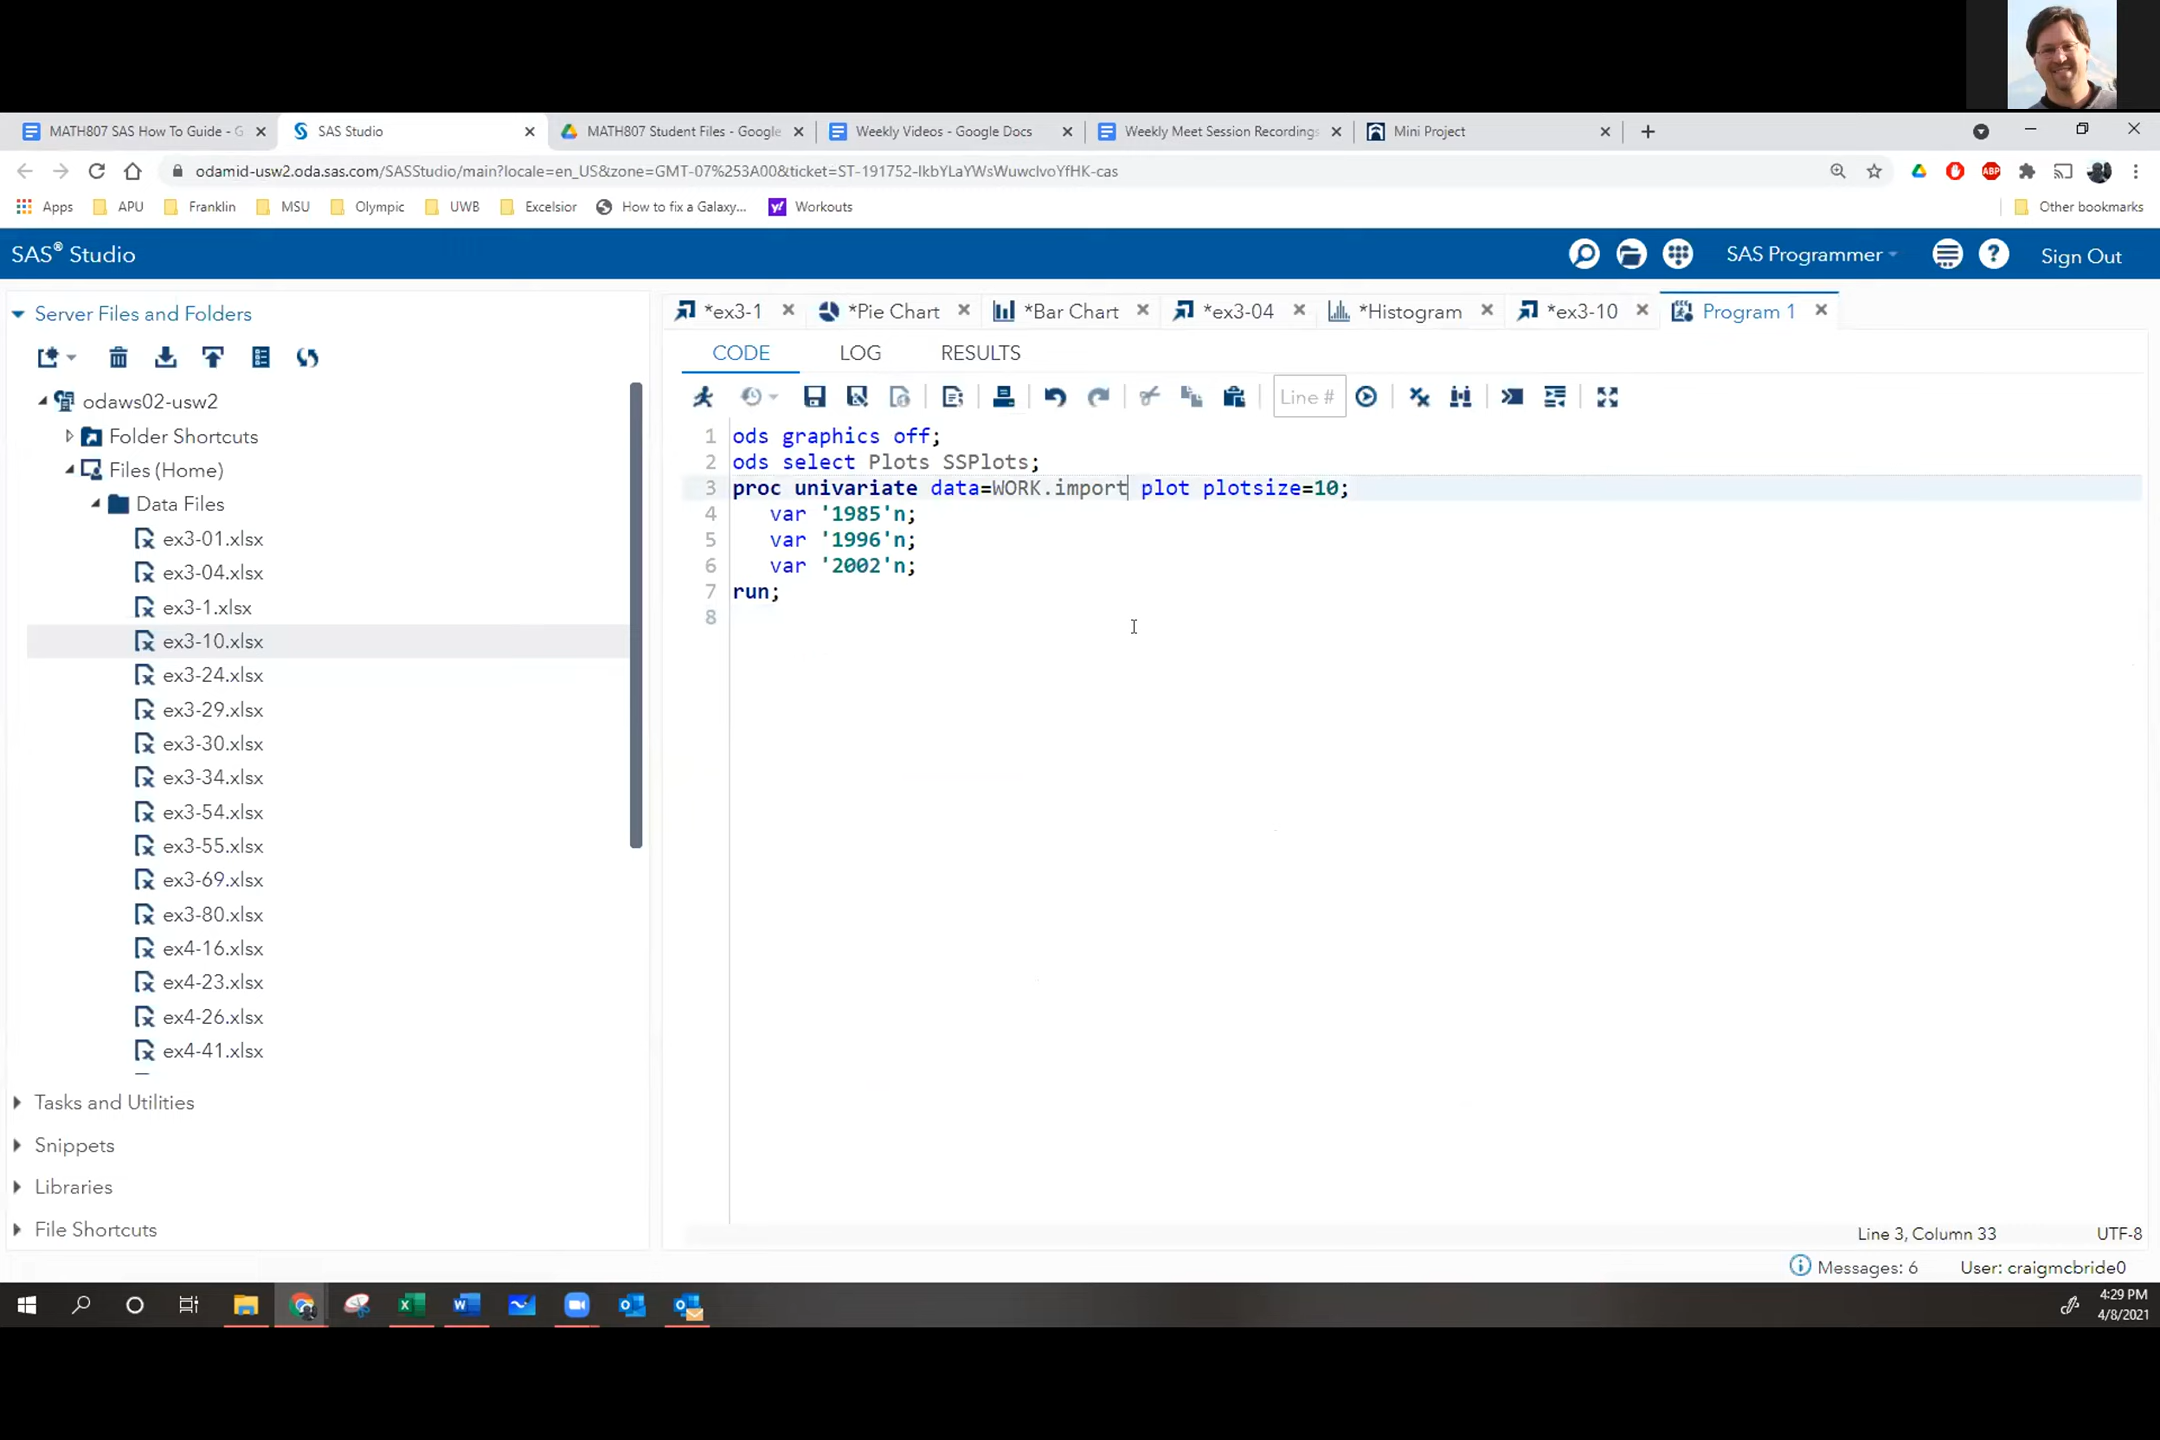 MATH807 SAS How To Guide - G
SAS Studio
MATH807 Student Files - Google
Weekly Videos - Google Docs
Weekly Meet Session Recordings
Mini Project
odamid-usw2.oda.sas.com/SASStudio/main?locale=en_US&zone=GMT-07%253A00&ticket=ST-191752-IkbYLaYWsWuwcIvoYfHK-cas
ABP
Apps
APU
Franklin
MSU
Olympic
UWB
Excelsior
How to fix a Galaxy...
Workouts
Other bookmarks
SAS® Studio
SAS Programmer
Sign Out
Server Files and Folders
*ex3-1
*Pie Chart
*Bar Chart
*ex3-04
*Histogram
*ex3-10
Program 1
CODE
LOG
RESULTS
Line #
odaws02-usw2
Folder Shortcuts
Files (Home)
Data Files
ex3-01.xlsx
ex3-04.xlsx
ex3-1.xlsx
ex3-10.xlsx
ex3-24.xlsx
ex3-29.xlsx
ex3-30.xlsx
ex3-34.xlsx
ex3-54.xlsx
ex3-55.xlsx
ex3-69.xlsx
ex3-80.xlsx
ex4-16.xlsx
ex4-23.xlsx
ex4-26.xlsx
ex4-41.xlsx
Tasks and Utilities
Snippets
Libraries
File Shortcuts
1 ods graphics off;
2 ods select Plots SSPlots;
3 proc univariate data=WORK.import plot plotsize=10;
4 var '1985'n;
5 var '1996'n;
6 var '2002'n;
7 run;
8
Line 3, Column 33
UTF-8
Messages: 6
User: craigmcbride0
4:29 PM
4/8/2021